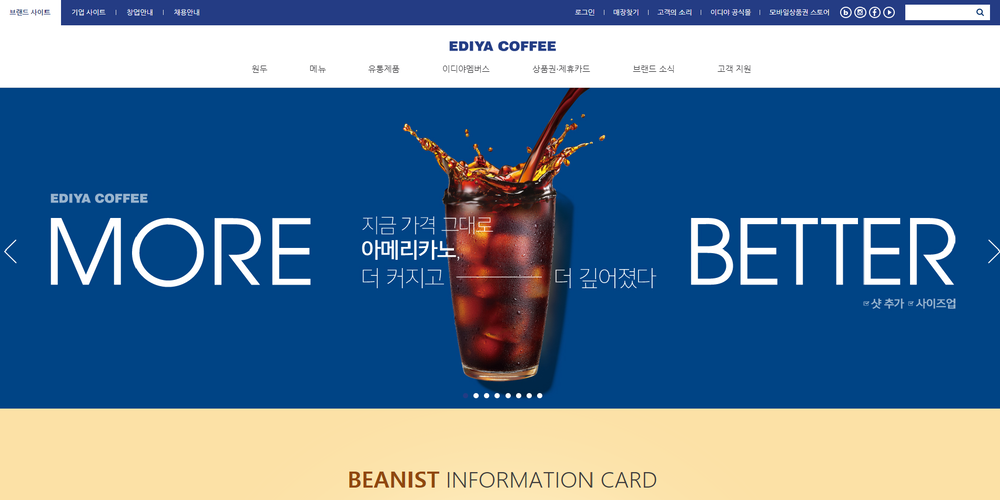 브랜드 사이트 기업 사이트 창업안내 채용안내 로그인 매장찾기 고객의 소리 이디야 공식몰 모바일상품권 스토어
EDIYA COFFEE
원두 메뉴 유통제품 이디야멤버스 상품권·제휴카드 브랜드 소식 고객 지원
EDIYA COFFEE
MORE
지금 가격 그대로
아메리카노,
더 커지고 더 깊어졌다
BETTER
샷 추가 사이즈업
BEANIST INFORMATION CARD